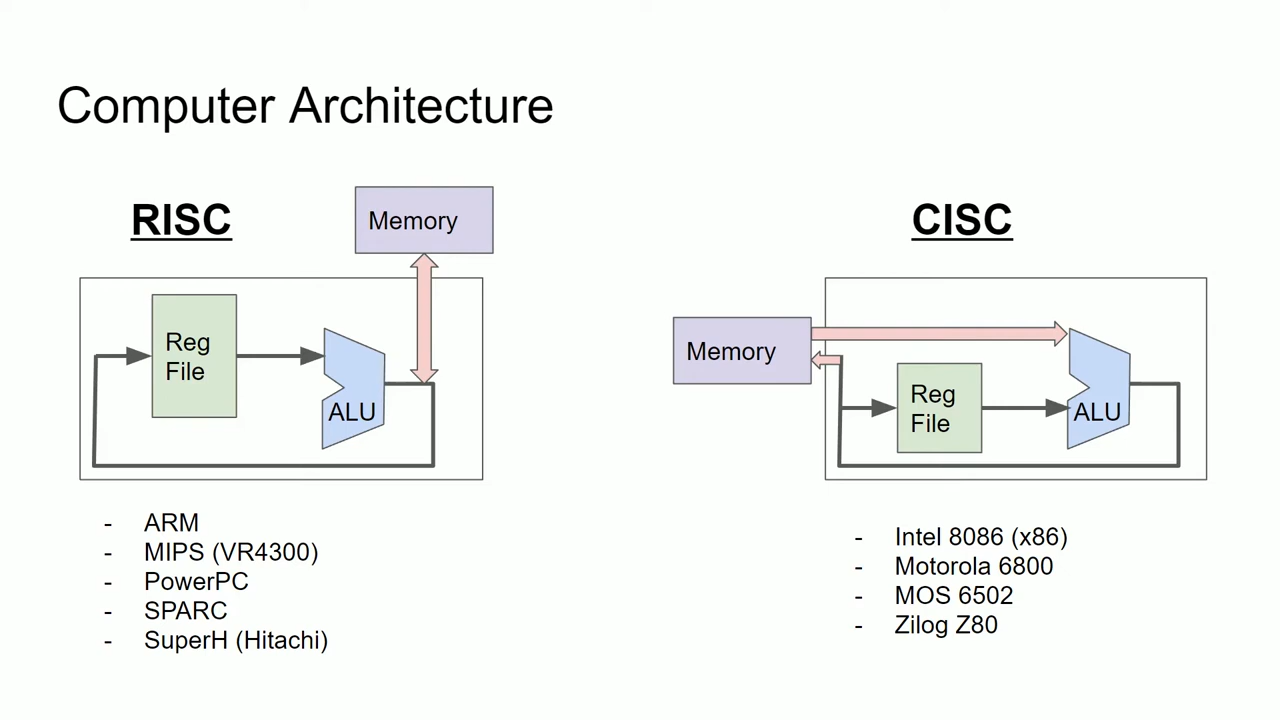 Computer Architecture
RISC
Memory
Reg
File
ALU
- ARM
- MIPS (VR4300)
- PowerPC
- SPARC
- SuperH (Hitachi)
CISC
Memory
Reg
File
ALU
- Intel 8086 (x86)
- Motorola 6800
- MOS 6502
- Zilog Z80